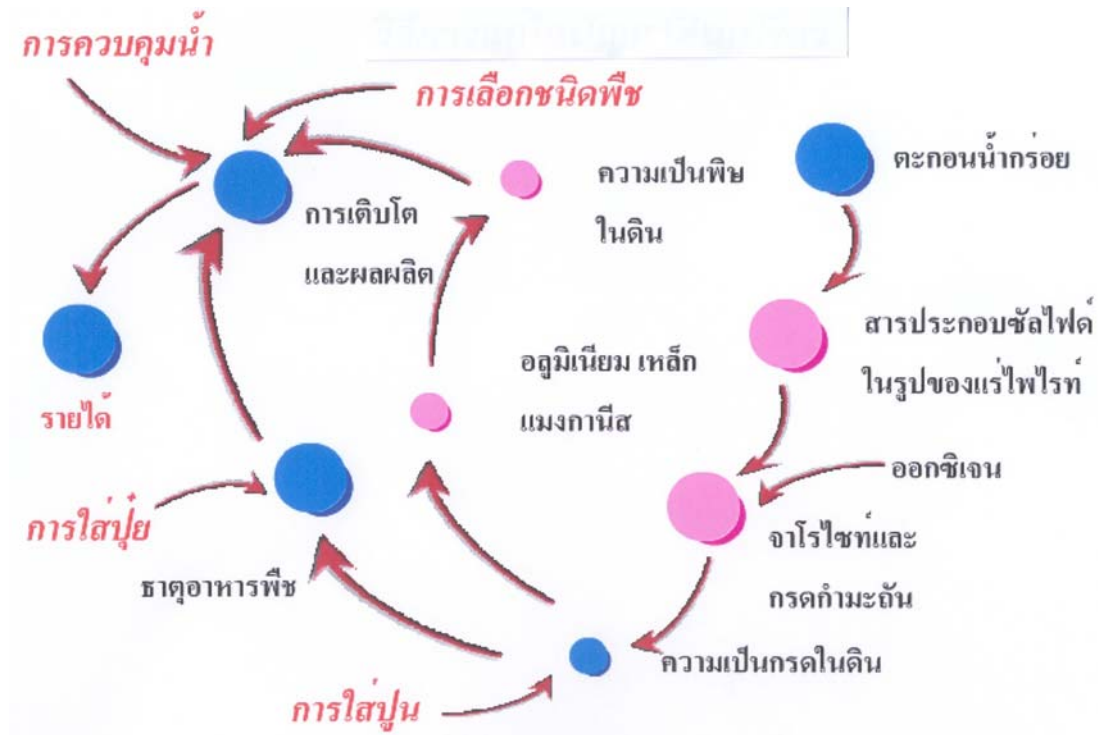 การควบคุมน้ำ
การเลือกชนิดพืช
ความเป็นพิษ
ในดิน
ตะกอนน้ำกร่อย
การเติบโต
และผลผลิต
สารประกอบซัลไฟด์
ในรูปของแร่ไพไรท์
อลูมิเนียม เหล็ก
แมงกานีส
รายได้
ออกซิเจน
การใส่ปุ๋ย
จาโรไซท์และ
กรดกำมะถัน
ธาตุอาหารพืช
ความเป็นกรดในดิน
การใส่ปูน